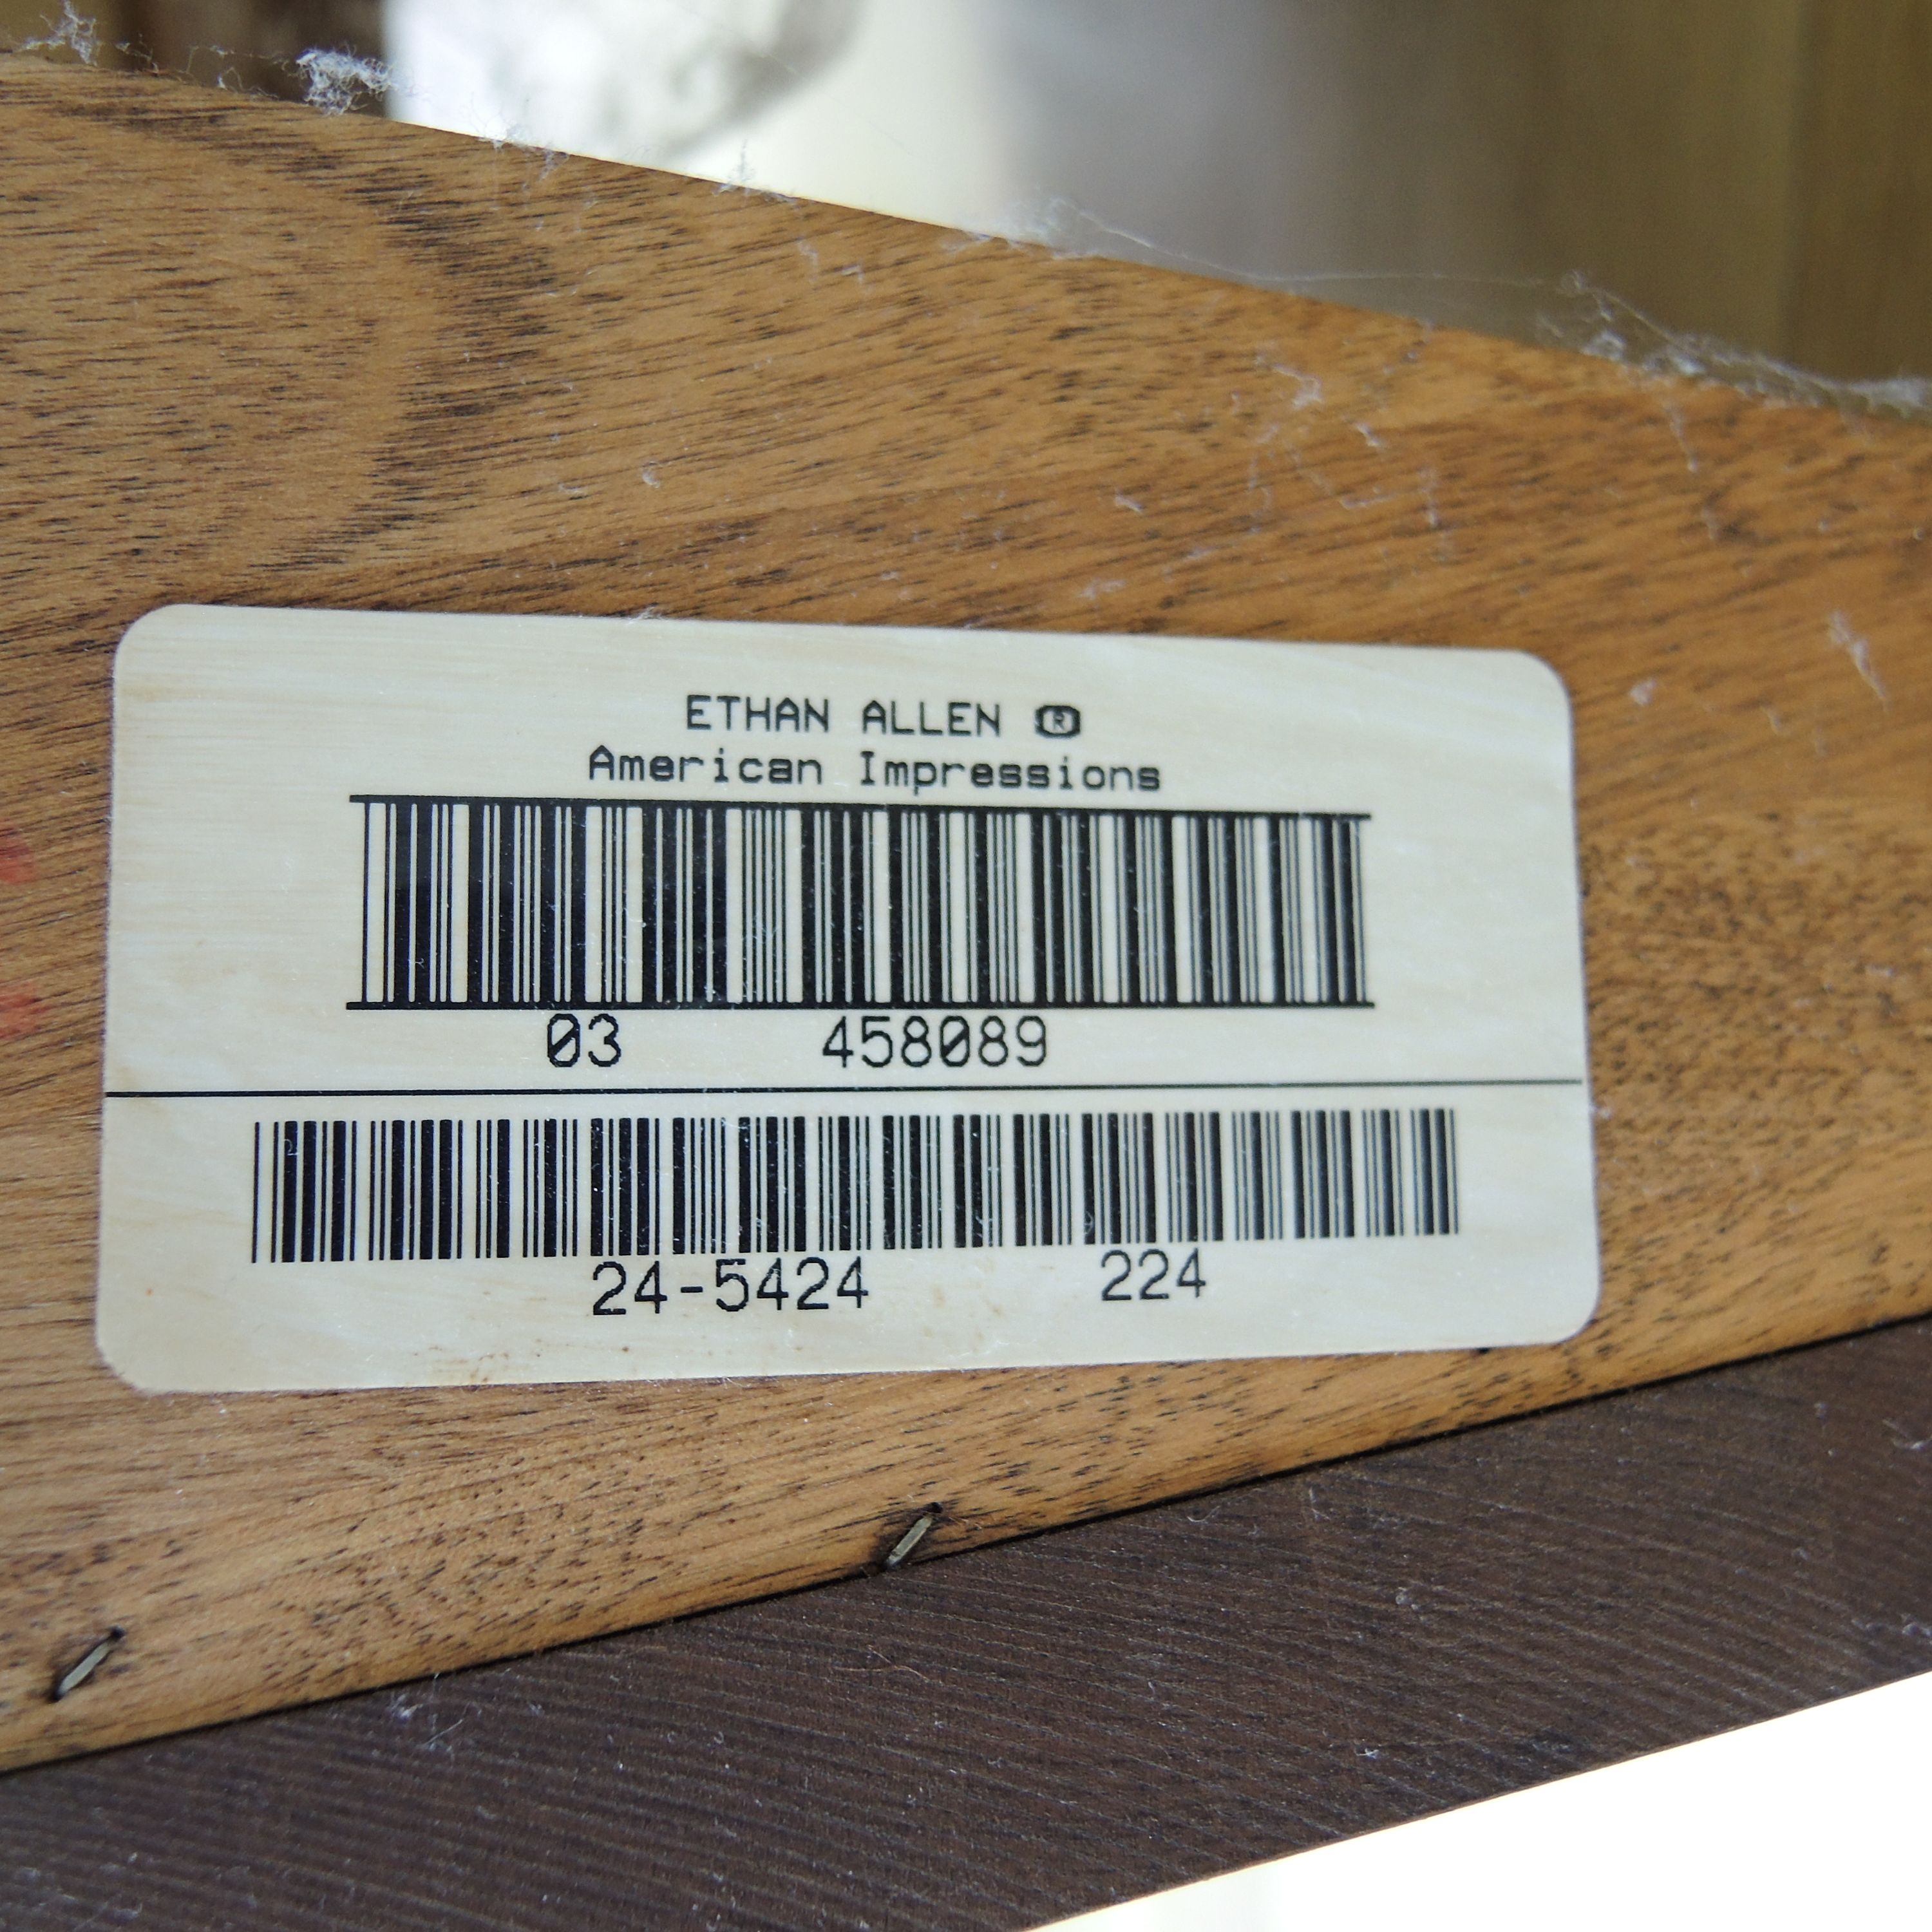 ETHAN ALLEN ®
American Impressions
03 458089
24-5424 224